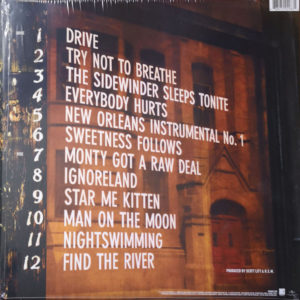 1 DRIVE
2 TRY NOT TO BREATHE
3 THE SIDEWINDER SLEEPS TONITE
4 EVERYBODY HURTS
5 NEW ORLEANS INSTRUMENTAL No. 1
6 SWEETNESS FOLLOWS
7 MONTY GOT A RAW DEAL
8 IGNORELAND
9 STAR ME KITTEN
10 MAN ON THE MOON
11 NIGHTSWIMMING
12 FIND THE RIVER
PRODUCED BY SCOTT LITT & R.E.M.